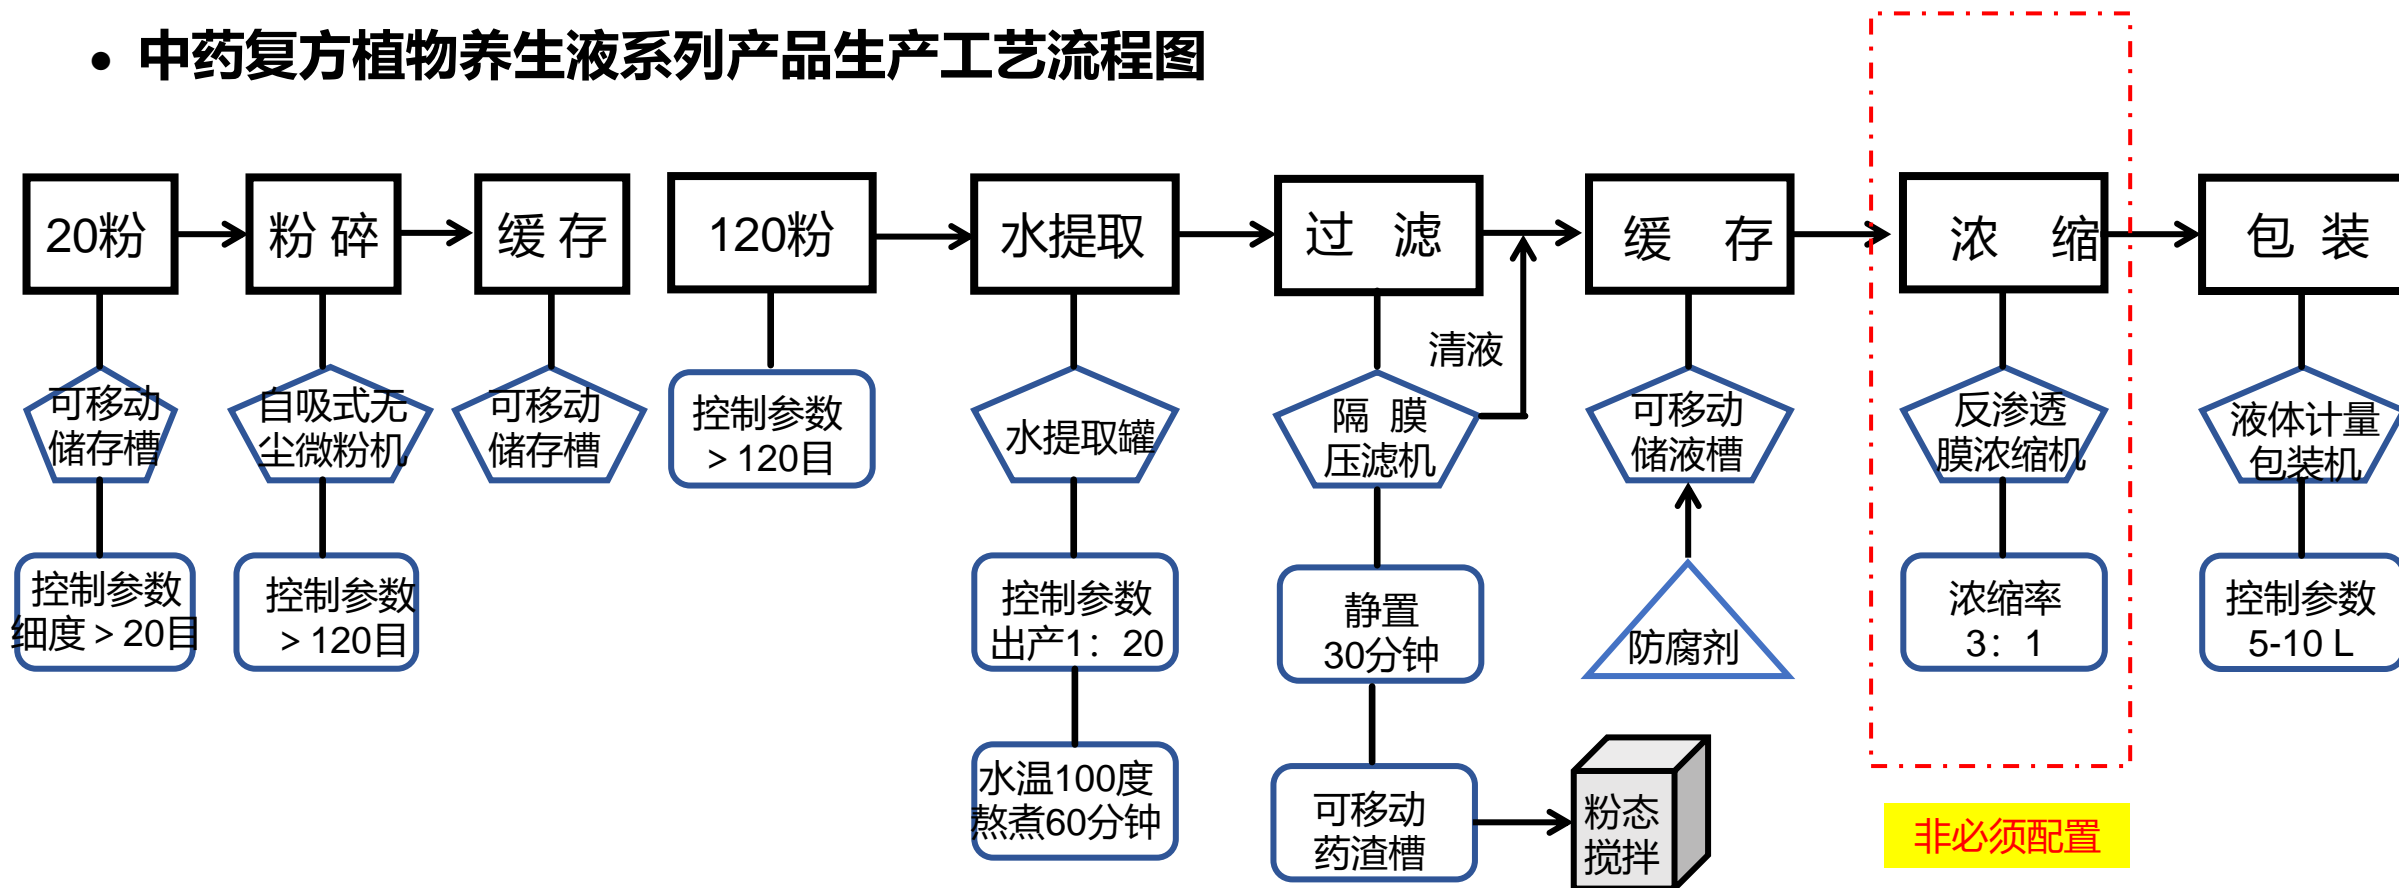 • 中药复方植物养生液系列产品生产工艺流程图
20粉
粉 碎
缓 存
120粉
水提取
过 滤
缓 存
浓 缩
包 装
清液
可移动
储存槽
自吸式无
尘微粉机
可移动
储存槽
控制参数
＞120目
水提取罐
隔 膜
压滤机
可移动
储液槽
反渗透
膜浓缩机
液体计量
包装机
控制参数
细度＞20目
控制参数
＞120目
控制参数
出产1：20
静置
30分钟
防腐剂
浓缩率
3：1
控制参数
5-10 L
水温100度
熬煮60分钟
可移动
药渣槽
粉态
搅拌
非必须配置